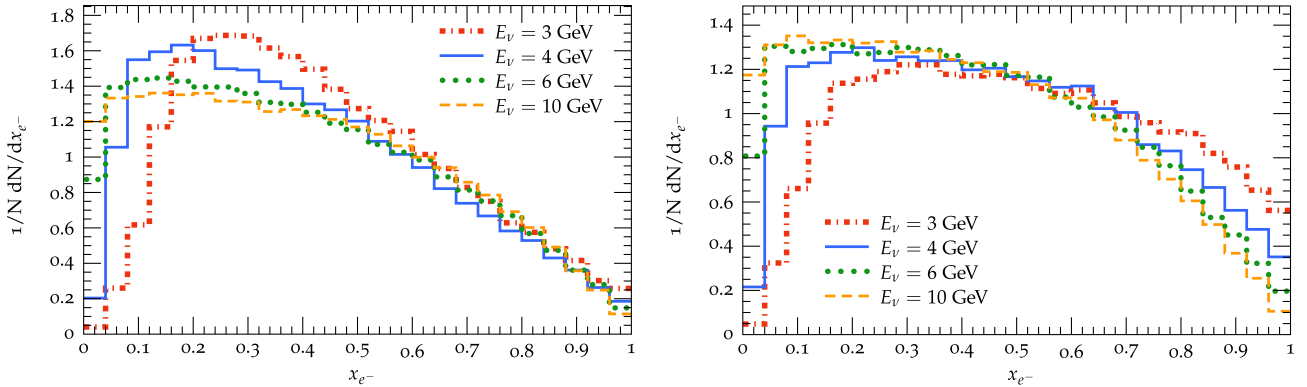 1.8
1.6
1.4
1.2
1
0.8
0.6
0.4
0.2
0
0 0.1 0.2 0.3 0.4 0.5 0.6 0.7 0.8 0.9 1
1/N dN/dx_{e^-}
x_{e^-}
E_ν = 3 GeV
E_ν = 4 GeV
E_ν = 6 GeV
E_ν = 10 GeV
1.4
1.2
1
0.8
0.6
0.4
0.2
0
0 0.1 0.2 0.3 0.4 0.5 0.6 0.7 0.8 0.9 1
1/N dN/dx_{e^-}
x_{e^-}
E_ν = 3 GeV
E_ν = 4 GeV
E_ν = 6 GeV
E_ν = 10 GeV